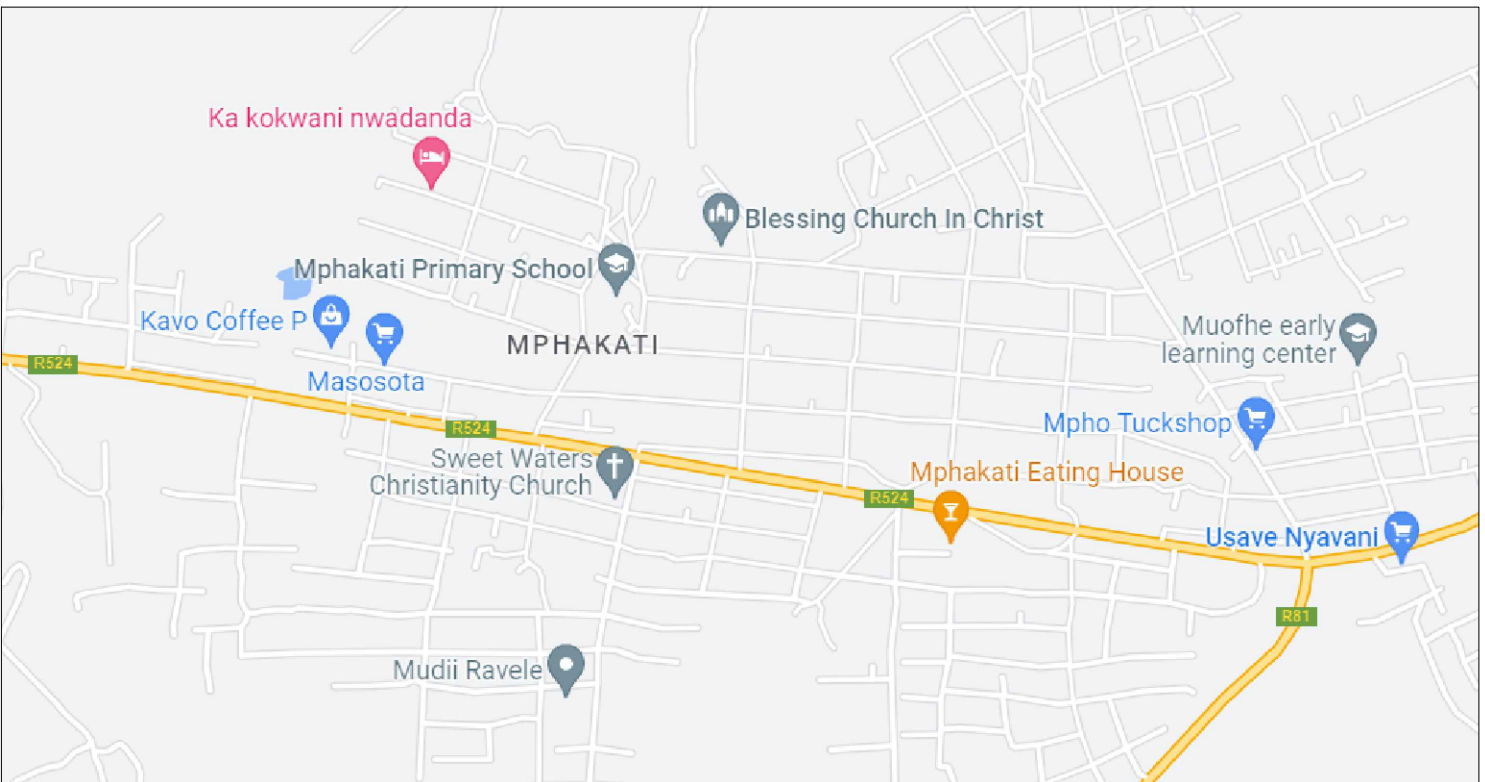 Ka kokwani nwadanda
Blessing Church In Christ
Mphakati Primary School
Kavo Coffee P
Muofhe early
learning center
MPHAKATI
R524
Masosota
Mpho Tuckshop
R524
Sweet Waters
Christianity Church
Mphakati Eating House
R524
Usave Nyavani
R81
Mudii Ravele